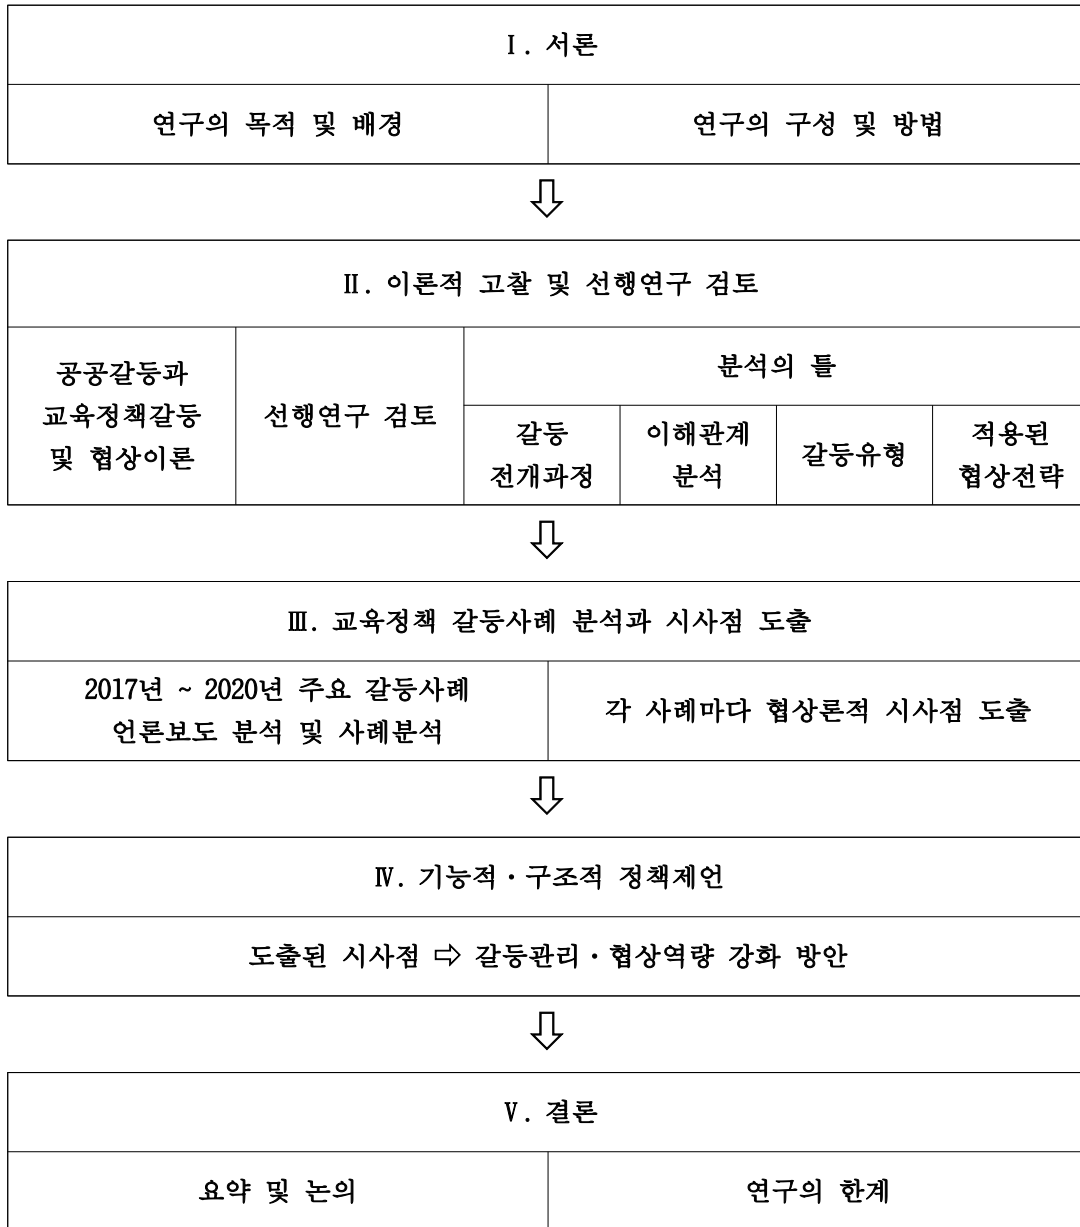 Ⅰ. 서론
연구의 목적 및 배경
연구의 구성 및 방법
Ⅱ. 이론적 고찰 및 선행연구 검토
공공갈등과
교육정책갈등
및 협상이론
선행연구 검토
분석의 틀
갈등
전개과정
이해관계
분석
갈등유형
적용된
협상전략
Ⅲ. 교육정책 갈등사례 분석과 시사점 도출
2017년 ~ 2020년 주요 갈등사례
언론보도 분석 및 사례분석
각 사례마다 협상론적 시사점 도출
Ⅳ. 기능적·구조적 정책제언
도출된 시사점 ⇨ 갈등관리·협상역량 강화 방안
Ⅴ. 결론
요약 및 논의
연구의 한계